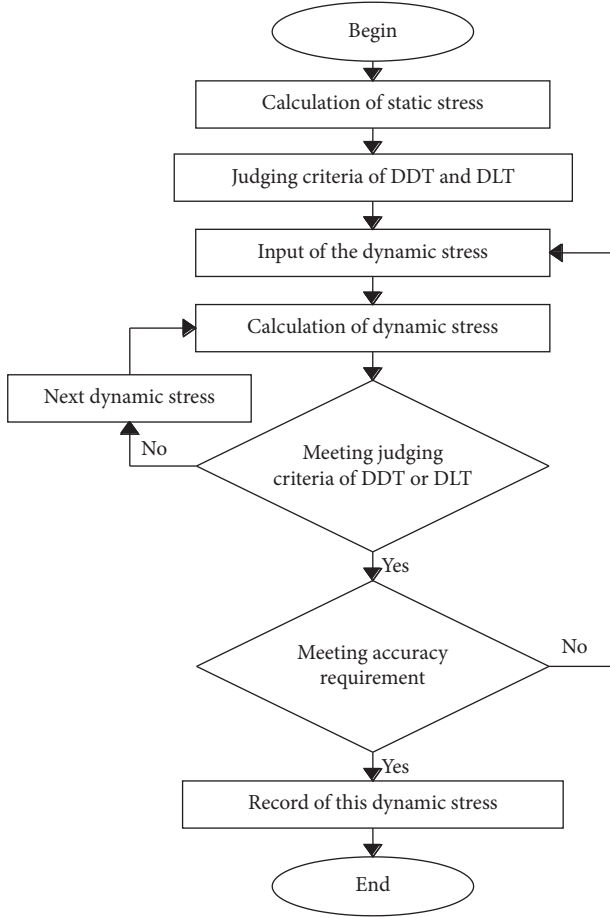 Begin
Calculation of static stress
Judging criteria of DDT and DLT
Input of the dynamic stress
Calculation of dynamic stress
Next dynamic stress
No
Meeting judging
criteria of DDT or DLT
Yes
Meeting accuracy
requirement
No
Yes
Record of this dynamic stress
End